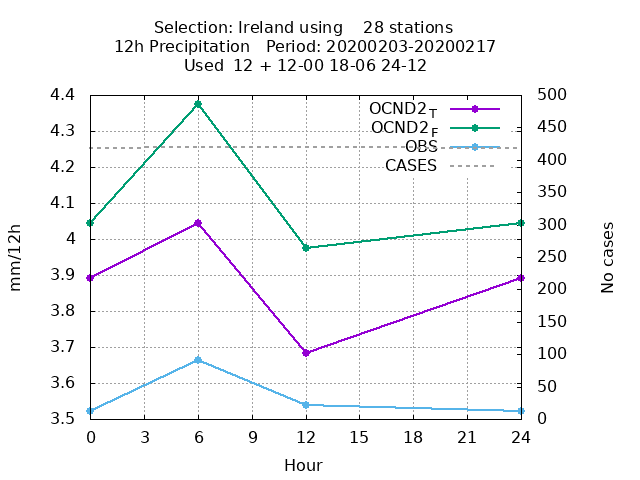 Selection: Ireland using    28 stations
12h Precipitation   Period: 20200203-20200217
Used  12 + 12-00 18-06 24-12
4.4
4.3
4.2
4.1
4
3.9
3.8
3.7
3.6
3.5
mm/12h
OCND2T
OCND2F
OBS
CASES
500
450
400
350
300
250
200
150
100
50
0
No cases
0 3 6 9 12 15 18 21 24
Hour